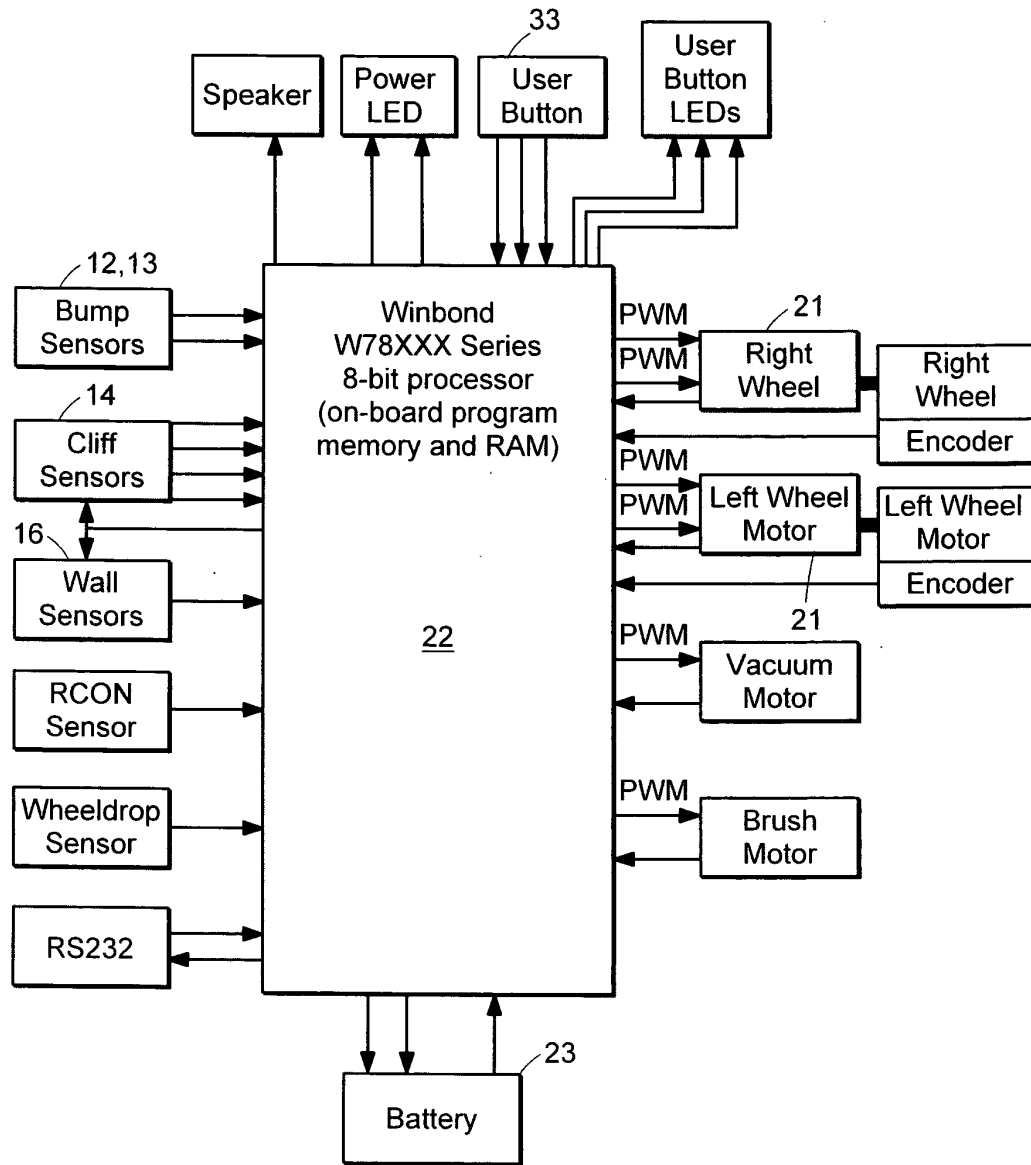 33
Speaker
Power
LED
User
Button
User
Button
LEDs
12,13
Bump
Sensors
14
Cliff
Sensors
16
Wall
Sensors
RCON
Sensor
Wheeldrop
Sensor
RS232
Winbond
W78XXX Series
8-bit processor
(on-board program
memory and RAM)
22
PWM
PWM
21
Right
Wheel
Right
Wheel
Encoder
PWM
PWM
Left Wheel
Motor
Left Wheel
Motor
Encoder
21
PWM
Vacuum
Motor
PWM
Brush
Motor
23
Battery